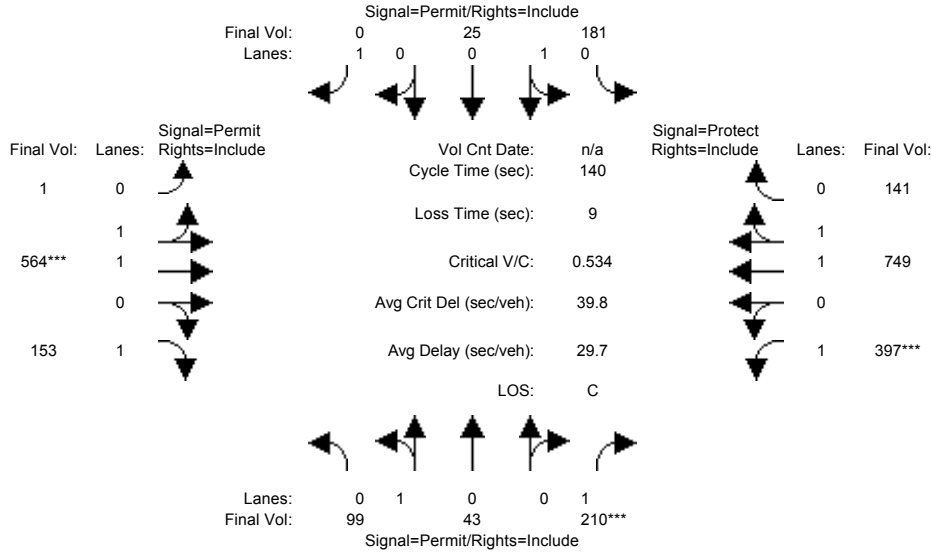 Signal=Permit/Rights=Include
Final Vol: 0 25 181
Lanes: 1 0 0 1 0
Signal=Permit Signal=Protect
Final Vol: Lanes: Rights=Include Vol Cnt Date: n/a Rights=Include Lanes: Final Vol:
Cycle Time (sec): 140
1 0 0 141
Loss Time (sec): 9
1 1
564*** 1 Critical V/C: 0.534 1 749
0 Avg Crit Del (sec/veh): 39.8 0
153 1 Avg Delay (sec/veh): 29.7 1 397***
LOS: C
Lanes: 0 1 0 0 1
Final Vol: 99 43 210***
Signal=Permit/Rights=Include